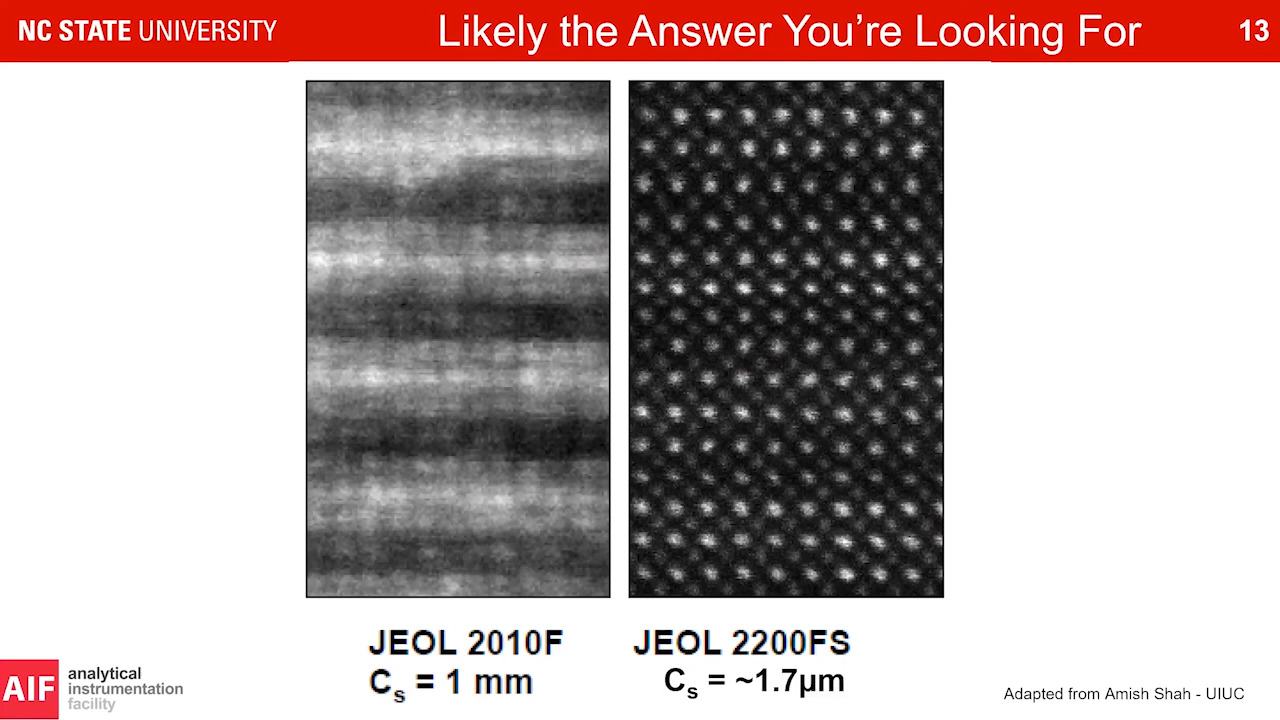 NC STATE UNIVERSITY
Likely the Answer You’re Looking For
13
JEOL 2010F
Cs = 1 mm
JEOL 2200FS
Cs = ~1.7μm
AIF
analytical
instrumentation
facility
Adapted from Amish Shah - UIUC